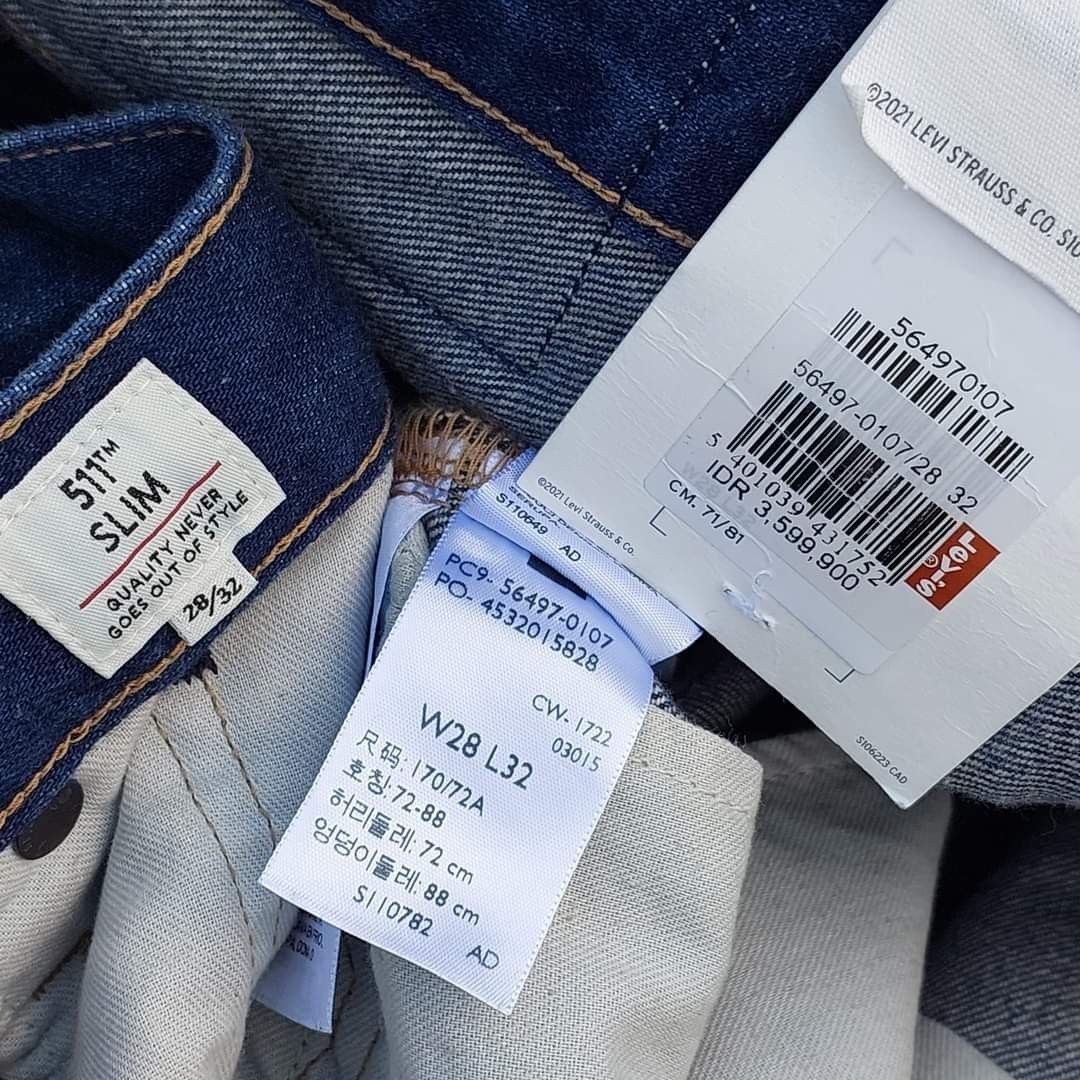 511™
SLIM
QUALITY NEVER
GOES OUT OF STYLE
28/32
S110649 AD
PC9- 56497-0107
PO- 4532015828
CW- 1722
03015
W28 L32
尺码: 170/72A
호칭: 72-88
허리둘레: 72 cm
엉덩이둘레: 88 cm
S110782
AD
©2021 LEVI STRAUSS & CO.
564970107
56497-0107/28 32
5 401039 431752
IDR 3,599,900
W28 L32
CM. 71/81
Levi's®
©2021 Levi Strauss & Co.
S106223 CAD